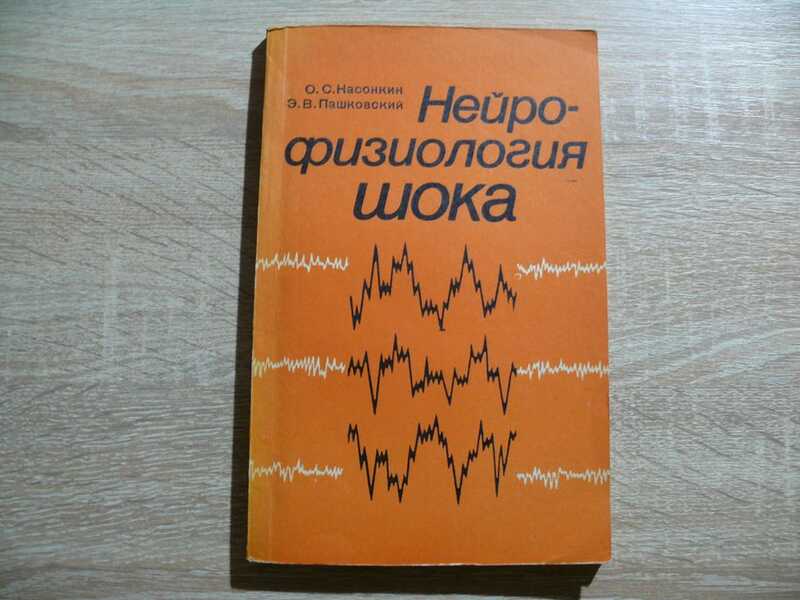 О. С. Насонкин
Э. В. Пашковский
Нейро-
физиология
шока